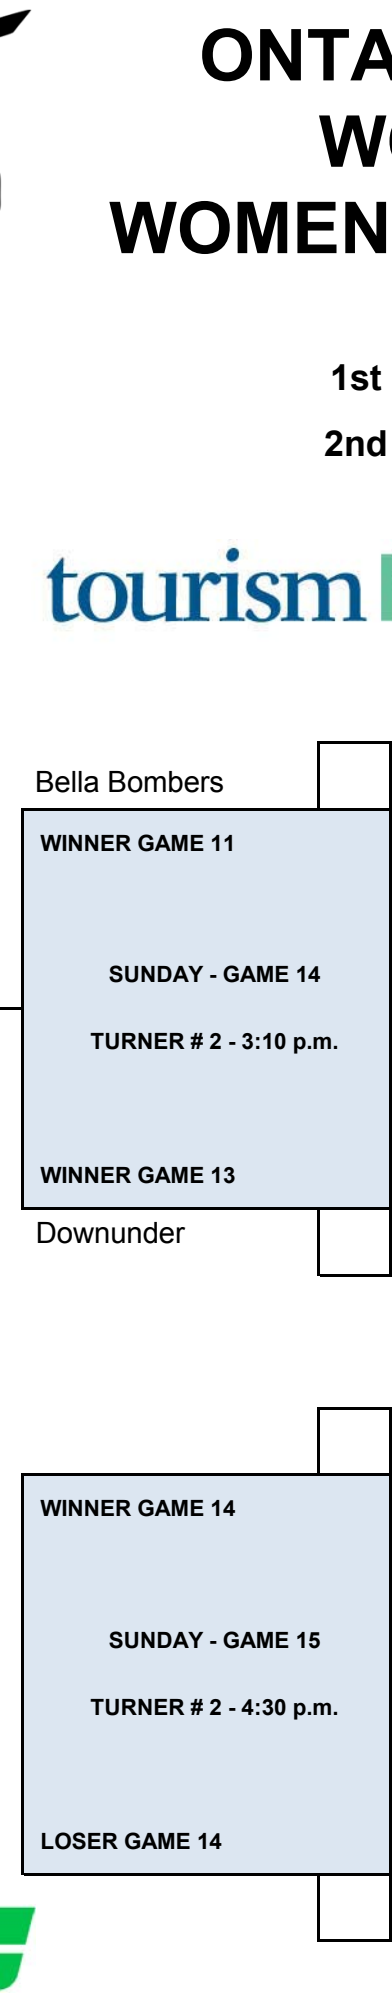 ONTA
WO
WOMEN
1st
2nd
tourism
Bella Bombers
WINNER GAME 11
SUNDAY - GAME 14
TURNER # 2 - 3:10 p.m.
WINNER GAME 13
Downunder
WINNER GAME 14
SUNDAY - GAME 15
TURNER # 2 - 4:30 p.m.
LOSER GAME 14